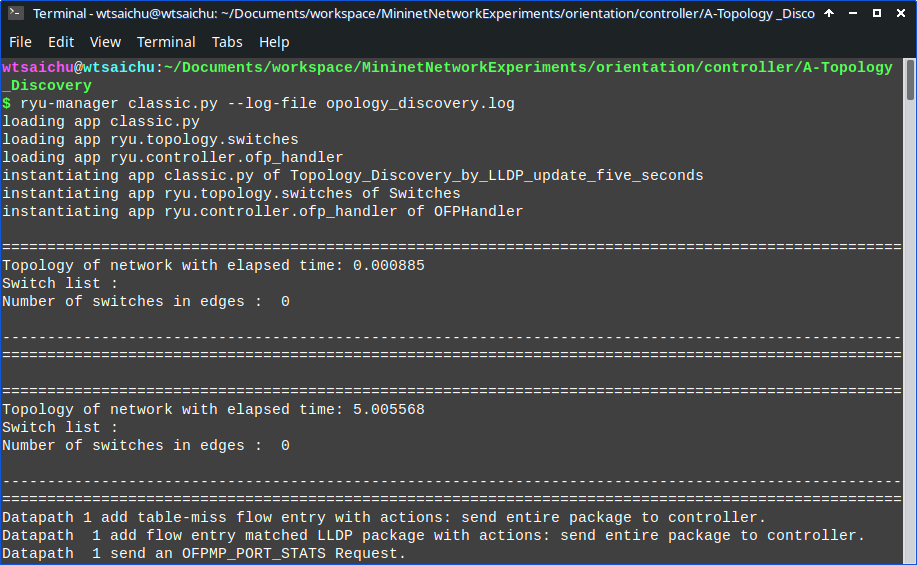 Terminal - wtsaichu@wtsaichu: ~/Documents/workspace/MininetNetworkExperiments/orientation/controller/A-Topology _Disco
File Edit View Terminal Tabs Help
wtsaichu@wtsaichu:~/Documents/workspace/MininetNetworkExperiments/orientation/controller/A-Topology
_Discovery
$ ryu-manager classic.py --log-file opology_discovery.log
loading app classic.py
loading app ryu.topology.switches
loading app ryu.controller.ofp_handler
instantiating app classic.py of Topology_Discovery_by_LLDP_update_five_seconds
instantiating app ryu.topology.switches of Switches
instantiating app ryu.controller.ofp_handler of OFPHandler
====================================================================================================
Topology of network with elapsed time: 0.000885
Switch list :
Number of switches in edges :  0
----------------------------------------------------------------------------------------------------
====================================================================================================
====================================================================================================
Topology of network with elapsed time: 5.005568
Switch list :
Number of switches in edges :  0
----------------------------------------------------------------------------------------------------
====================================================================================================
Datapath 1 add table-miss flow entry with actions: send entire package to controller.
Datapath  1 add flow entry matched LLDP package with actions: send entire package to controller.
Datapath  1 send an OFPMP_PORT_STATS Request.